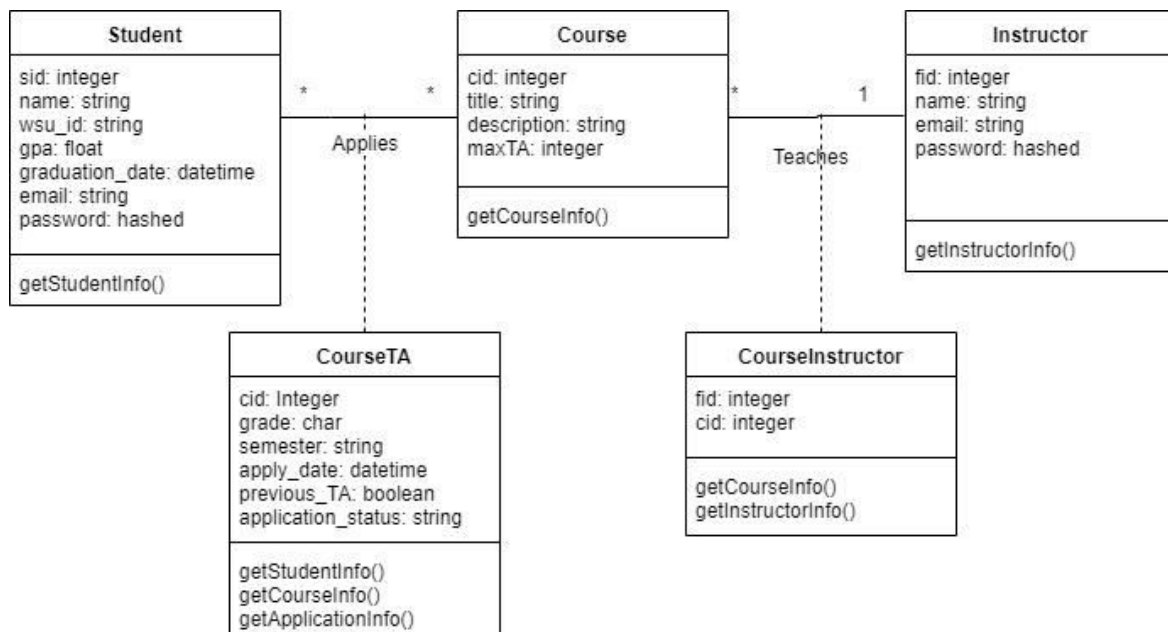 Student
sid: integer
name: string
wsu_id: string
gpa: float
graduation_date: datetime
email: string
password: hashed
getStudentInfo()
* *
Applies
Course
cid: integer
title: string
description: string
maxTA: integer
getCourseInfo()
* 1
Teaches
Instructor
fid: integer
name: string
email: string
password: hashed
getInstructorInfo()
CourseTA
cid: Integer
grade: char
semester: string
apply_date: datetime
previous_TA: boolean
application_status: string
getStudentInfo()
getCourseInfo()
getApplicationInfo()
CourseInstructor
fid: integer
cid: integer
getCourseInfo()
getInstructorInfo()